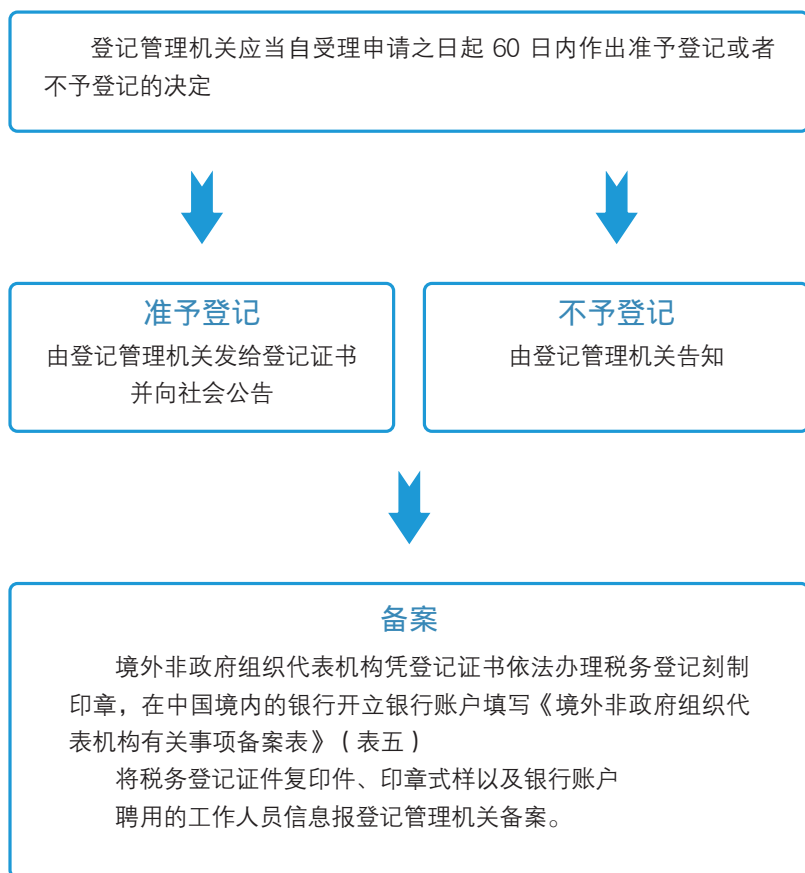 登记管理机关应当自受理申请之日起 60 日内作出准予登记或者
不予登记的决定
准予登记
由登记管理机关发给登记证书
并向社会公告
不予登记
由登记管理机关告知
备案
境外非政府组织代表机构凭登记证书依法办理税务登记刻制
印章，在中国境内的银行开立银行账户填写《境外非政府组织代
表机构有关事项备案表》（表五）
将税务登记证件复印件、印章式样以及银行账户
聘用的工作人员信息报登记管理机关备案。